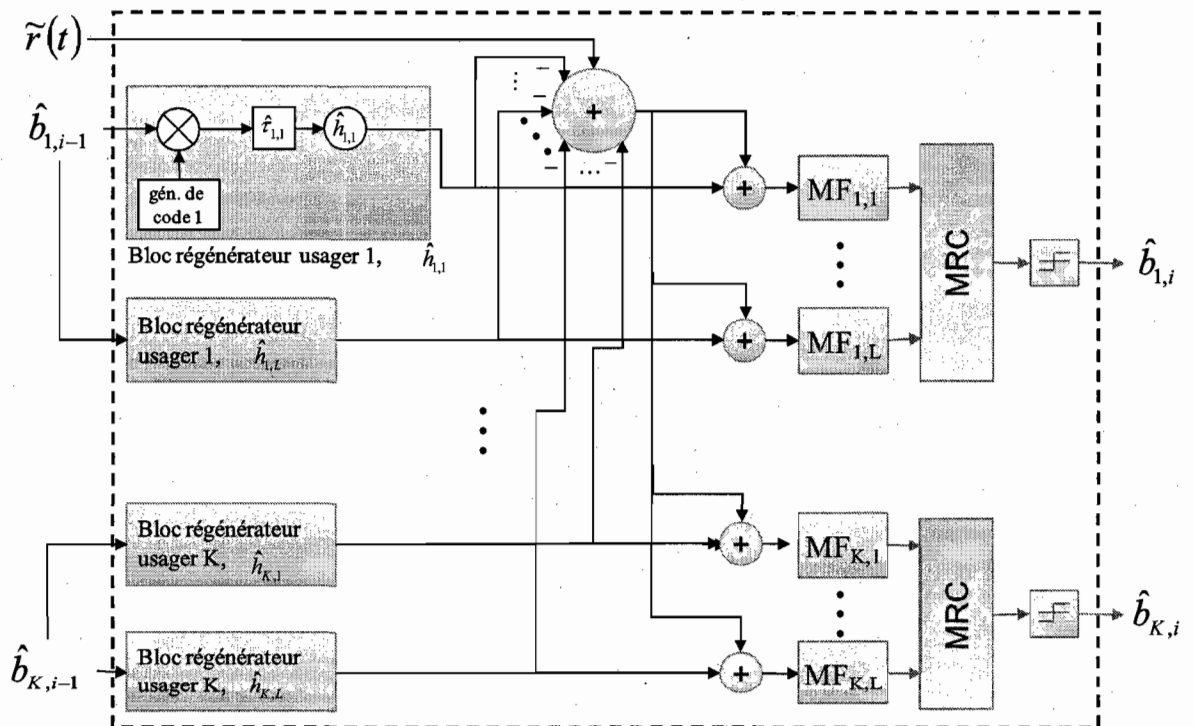 r̃(t)
b̂1,i−1
τ̂1,1
ĥ1,1
gén. de
code 1
Bloc régénérateur usager 1, ĥ1,1
Bloc régénérateur
usager 1, ĥ1,L
Bloc régénérateur
usager K, ĥK,1
b̂K,i−1
Bloc régénérateur
usager K, ĥK,L
+
− ... − − ... −
+
MF1,1
+
MF1,L
MRC
b̂1,i
+
MFK,1
+
MFK,L
MRC
b̂K,i